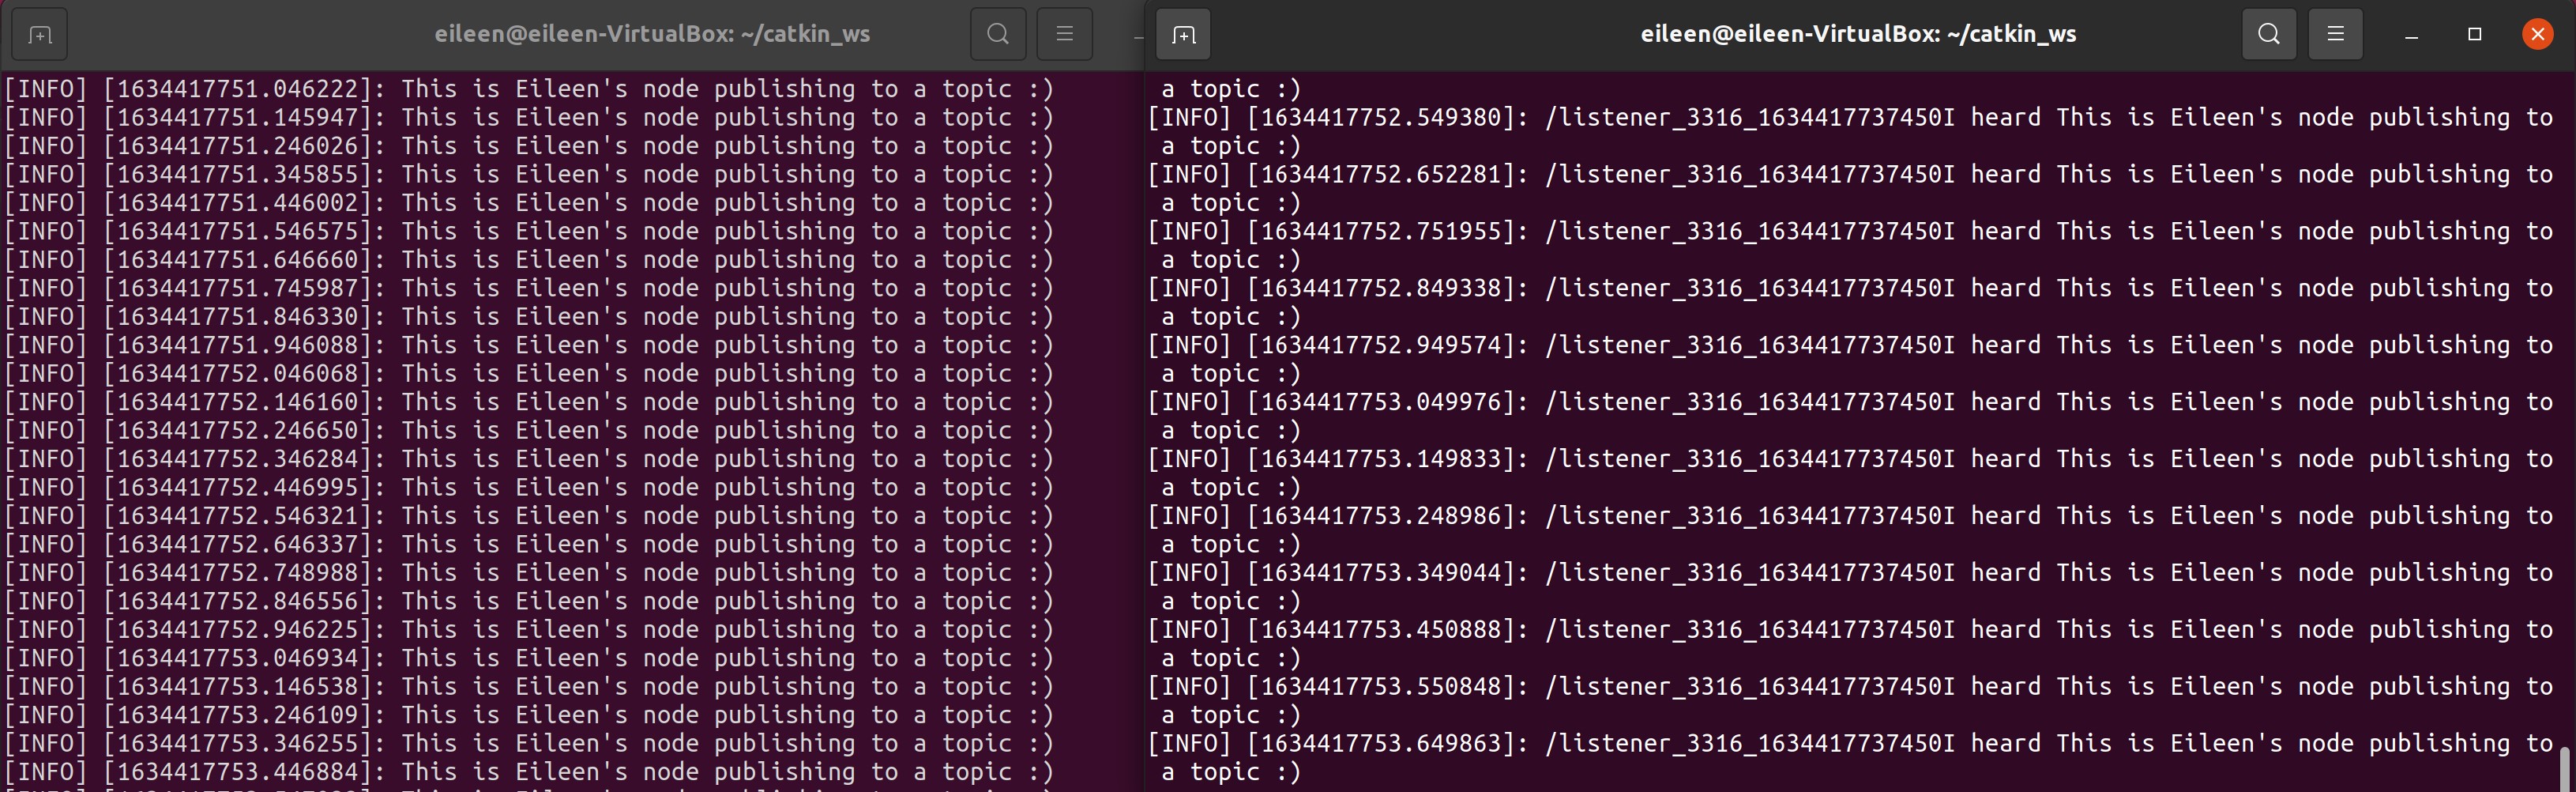 eileen@eileen-VirtualBox: ~/catkin_ws
[INFO] [1634417751.046222]: This is Eileen's node publishing to a topic :)
[INFO] [1634417751.145947]: This is Eileen's node publishing to a topic :)
[INFO] [1634417751.246026]: This is Eileen's node publishing to a topic :)
[INFO] [1634417751.345855]: This is Eileen's node publishing to a topic :)
[INFO] [1634417751.446002]: This is Eileen's node publishing to a topic :)
[INFO] [1634417751.546575]: This is Eileen's node publishing to a topic :)
[INFO] [1634417751.646660]: This is Eileen's node publishing to a topic :)
[INFO] [1634417751.745987]: This is Eileen's node publishing to a topic :)
[INFO] [1634417751.846330]: This is Eileen's node publishing to a topic :)
[INFO] [1634417751.946088]: This is Eileen's node publishing to a topic :)
[INFO] [1634417752.046068]: This is Eileen's node publishing to a topic :)
[INFO] [1634417752.146160]: This is Eileen's node publishing to a topic :)
[INFO] [1634417752.246650]: This is Eileen's node publishing to a topic :)
[INFO] [1634417752.346284]: This is Eileen's node publishing to a topic :)
[INFO] [1634417752.446995]: This is Eileen's node publishing to a topic :)
[INFO] [1634417752.546321]: This is Eileen's node publishing to a topic :)
[INFO] [1634417752.646337]: This is Eileen's node publishing to a topic :)
[INFO] [1634417752.748988]: This is Eileen's node publishing to a topic :)
[INFO] [1634417752.846556]: This is Eileen's node publishing to a topic :)
[INFO] [1634417752.946225]: This is Eileen's node publishing to a topic :)
[INFO] [1634417753.046934]: This is Eileen's node publishing to a topic :)
[INFO] [1634417753.146538]: This is Eileen's node publishing to a topic :)
[INFO] [1634417753.246109]: This is Eileen's node publishing to a topic :)
[INFO] [1634417753.346255]: This is Eileen's node publishing to a topic :)
[INFO] [1634417753.446884]: This is Eileen's node publishing to a topic :)
eileen@eileen-VirtualBox: ~/catkin_ws
a topic :)
[INFO] [1634417752.549380]: /listener_3316_1634417737450I heard This is Eileen's node publishing to
a topic :)
[INFO] [1634417752.652281]: /listener_3316_1634417737450I heard This is Eileen's node publishing to
a topic :)
[INFO] [1634417752.751955]: /listener_3316_1634417737450I heard This is Eileen's node publishing to
a topic :)
[INFO] [1634417752.849338]: /listener_3316_1634417737450I heard This is Eileen's node publishing to
a topic :)
[INFO] [1634417752.949574]: /listener_3316_1634417737450I heard This is Eileen's node publishing to
a topic :)
[INFO] [1634417753.049976]: /listener_3316_1634417737450I heard This is Eileen's node publishing to
a topic :)
[INFO] [1634417753.149833]: /listener_3316_1634417737450I heard This is Eileen's node publishing to
a topic :)
[INFO] [1634417753.248986]: /listener_3316_1634417737450I heard This is Eileen's node publishing to
a topic :)
[INFO] [1634417753.349044]: /listener_3316_1634417737450I heard This is Eileen's node publishing to
a topic :)
[INFO] [1634417753.450888]: /listener_3316_1634417737450I heard This is Eileen's node publishing to
a topic :)
[INFO] [1634417753.550848]: /listener_3316_1634417737450I heard This is Eileen's node publishing to
a topic :)
[INFO] [1634417753.649863]: /listener_3316_1634417737450I heard This is Eileen's node publishing to
a topic :)